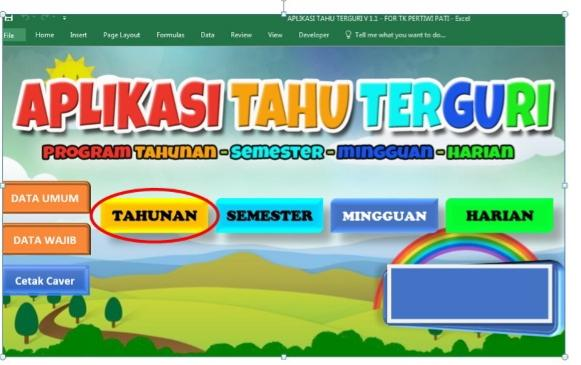 APLIKASI TAHU TERGURI V 1.1 - FOR TK PERTIWI PATI - Excel
File Home Insert Page Layout Formulas Data Review View Developer Tell me what you want to do...
APLIKASI TAHU TERGURI
PROGRAM TAHUNAN - SEMESTER - MINGGUAN - HARIAN
DATA UMUM
TAHUNAN SEMESTER MINGGUAN HARIAN
DATA WAJIB
Cetak Caver